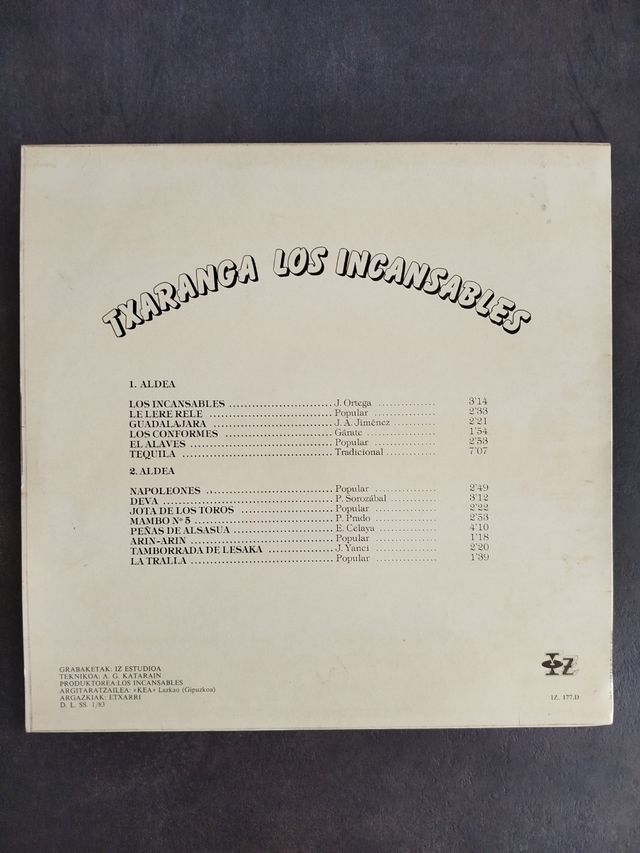 TXARANGA LOS INCANSABLES
1. ALDEA
LOS INCANSABLES ........ J. Ortega ........ 3'14
LE LERE RELE ........ Popular ........ 2'33
GUADALAJARA ........ J. A. Jiménez ........ 2'21
LOS CONFORMES ........ Gárate ........ 1'54
EL ALAVES ........ Popular ........ 2'53
TEQUILA ........ Tradicional ........ 7'07
2. ALDEA
NAPOLEONES ........ Popular ........ 2'49
DEVA ........ P. Sorozábal ........ 3'12
JOTA DE LOS TOROS ........ Popular ........ 2'22
MAMBO Nº 5 ........ P. Prado ........ 2'53
PEÑAS DE ALSASUA ........ E. Celaya ........ 4'10
ARIN-ARIN ........ Popular ........ 1'18
TAMBORRADA DE LESAKA ........ J. Yanci ........ 2'20
LA TRALLA ........ Popular ........ 1'39
GRABAKETAK: IZ ESTUDIOA
TEKNIKOA: A. G. KATARAIN
PRODUKTOREA:LOS INCANSABLES
ARGITARATZAILEA: «KEA» Lazkao (Gipuzkoa)
ARGAZKIAK: ETXARRI
D. L. SS. 1/83
IZ
IZ. 177.D